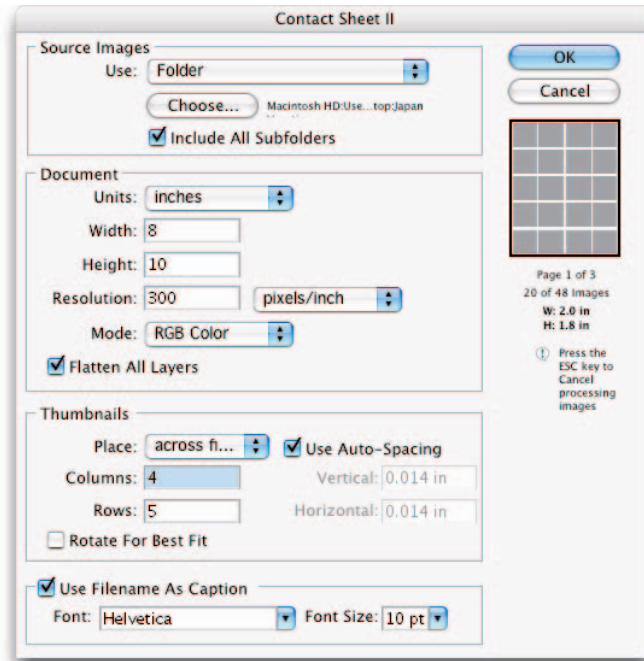 Contact Sheet II
Source Images
Use: Folder
Choose... Macintosh HD:Use...top:Japan
Include All Subfolders
Document
Units: inches
Width: 8
Height: 10
Resolution: 300 pixels/inch
Mode: RGB Color
Flatten All Layers
Thumbnails
Place: across fi... Use Auto-Spacing
Columns: 4 Vertical: 0.014 in
Rows: 5 Horizontal: 0.014 in
Rotate For Best Fit
Use Filename As Caption
Font: Helvetica Font Size: 10 pt
OK
Cancel
Page 1 of 3
20 of 48 Images
W: 2.0 in
H: 1.8 in
Press the
ESC key to
Cancel
processing
images